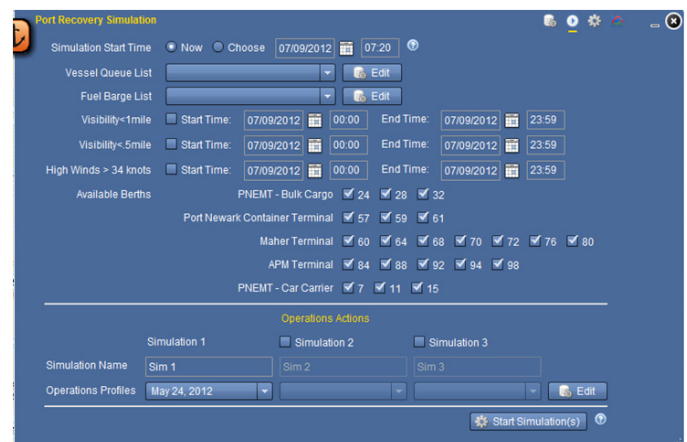 Port Recovery Simulation
Simulation Start Time Now Choose 07/09/2012 07:20
Vessel Queue List Edit
Fuel Barge List Edit
Visibility<1mile Start Time: 07/09/2012 00:00 End Time: 07/09/2012 23:59
Visibility<.5mile Start Time: 07/09/2012 00:00 End Time: 07/09/2012 23:59
High Winds > 34 knots Start Time: 07/09/2012 00:00 End Time: 07/09/2012 23:59
Available Berths PNEMT - Bulk Cargo 24 28 32
Port Newark Container Terminal 57 59 61
Maher Terminal 60 64 68 70 72 76 80
APM Terminal 84 88 92 94 98
PNEMT - Car Carrier 7 11 15
Operations Actions
Simulation 1 Simulation 2 Simulation 3
Simulation Name Sim 1 Sim 2 Sim 3
Operations Profiles May 24, 2012 Edit
Start Simulation(s)